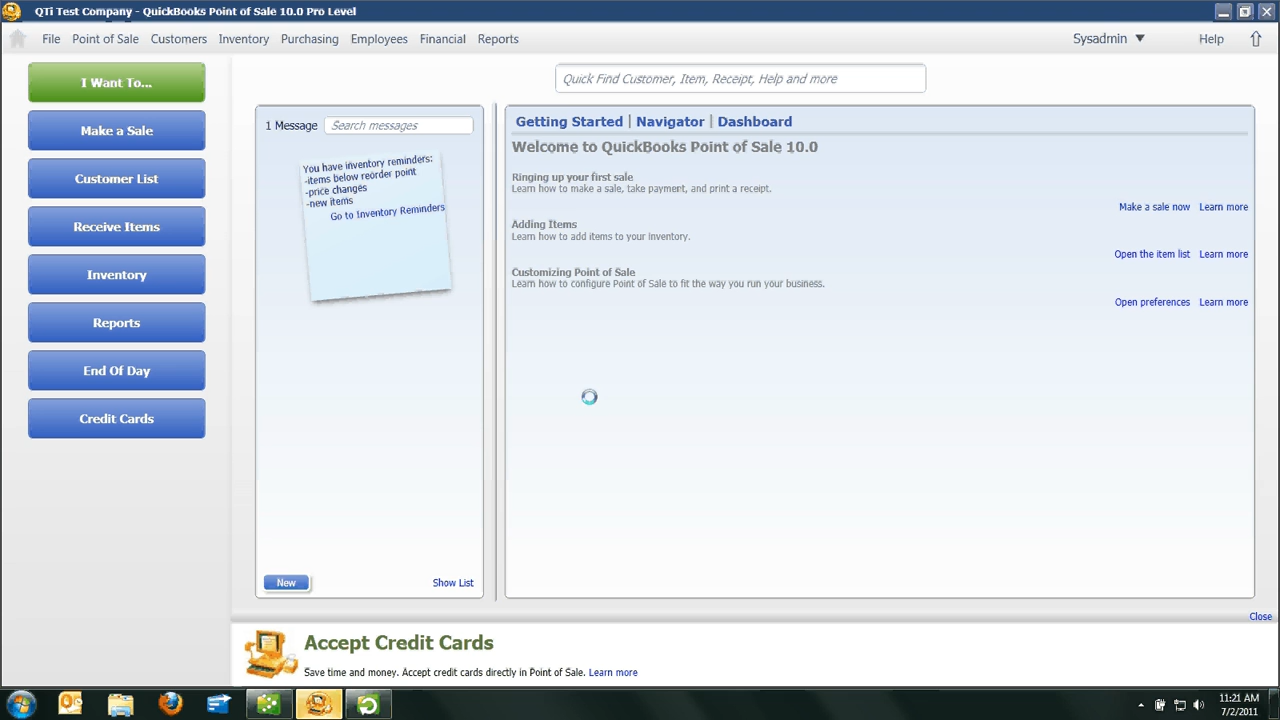 QTi Test Company - QuickBooks Point of Sale 10.0 Pro Level
File Point of Sale Customers Inventory Purchasing Employees Financial Reports Sysadmin Help
I Want To...
Make a Sale
Customer List
Receive Items
Inventory
Reports
End Of Day
Credit Cards
Quick Find Customer, Item, Receipt, Help and more
1 Message Search messages
You have inventory reminders:
-items below reorder point
-price changes
-new items
Go to Inventory Reminders
New Show List
Getting Started | Navigator | Dashboard
Welcome to QuickBooks Point of Sale 10.0
Ringing up your first sale
Learn how to make a sale, take payment, and print a receipt.
Make a sale now Learn more
Adding Items
Learn how to add items to your inventory.
Open the item list Learn more
Customizing Point of Sale
Learn how to configure Point of Sale to fit the way you run your business.
Open preferences Learn more
Close
Accept Credit Cards
Save time and money. Accept credit cards directly in Point of Sale. Learn more
11:21 AM
7/2/2011